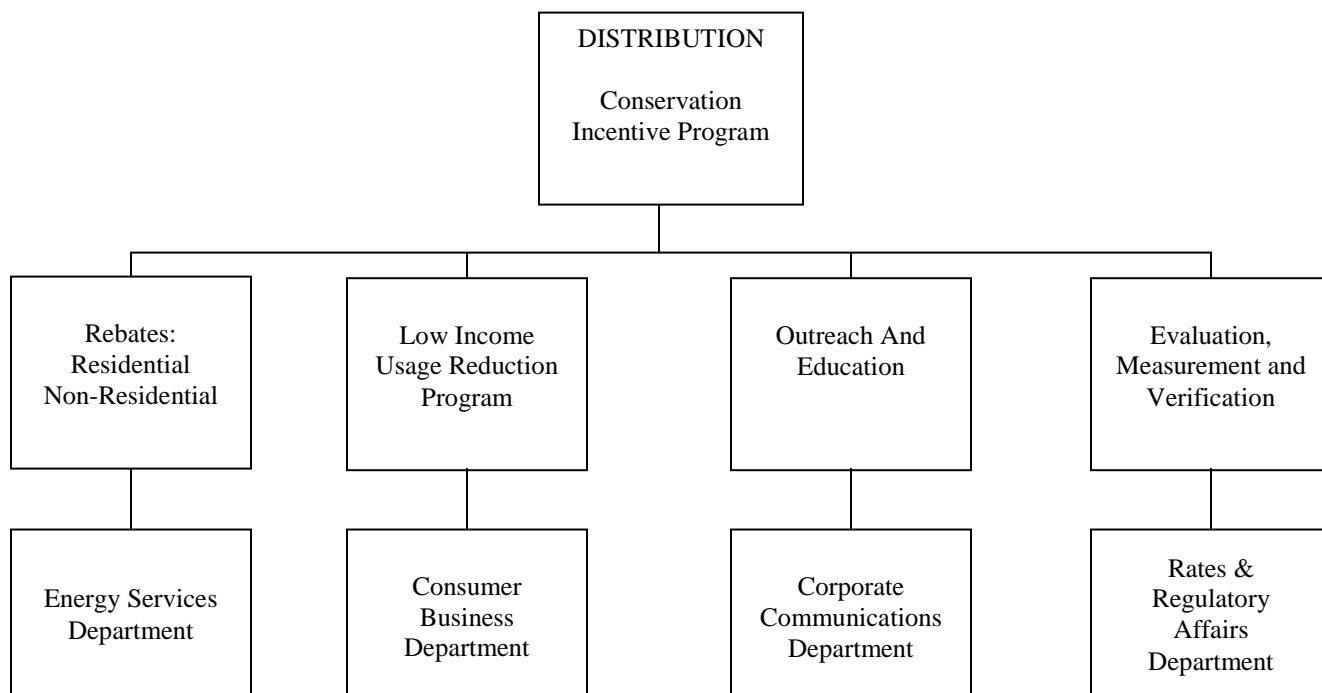 DISTRIBUTION
Conservation
Incentive Program
Rebates:
Residential
Non-Residential
Low Income
Usage Reduction
Program
Outreach And
Education
Evaluation,
Measurement and
Verification
Energy Services
Department
Consumer
Business
Department
Corporate
Communications
Department
Rates &
Regulatory
Affairs
Department